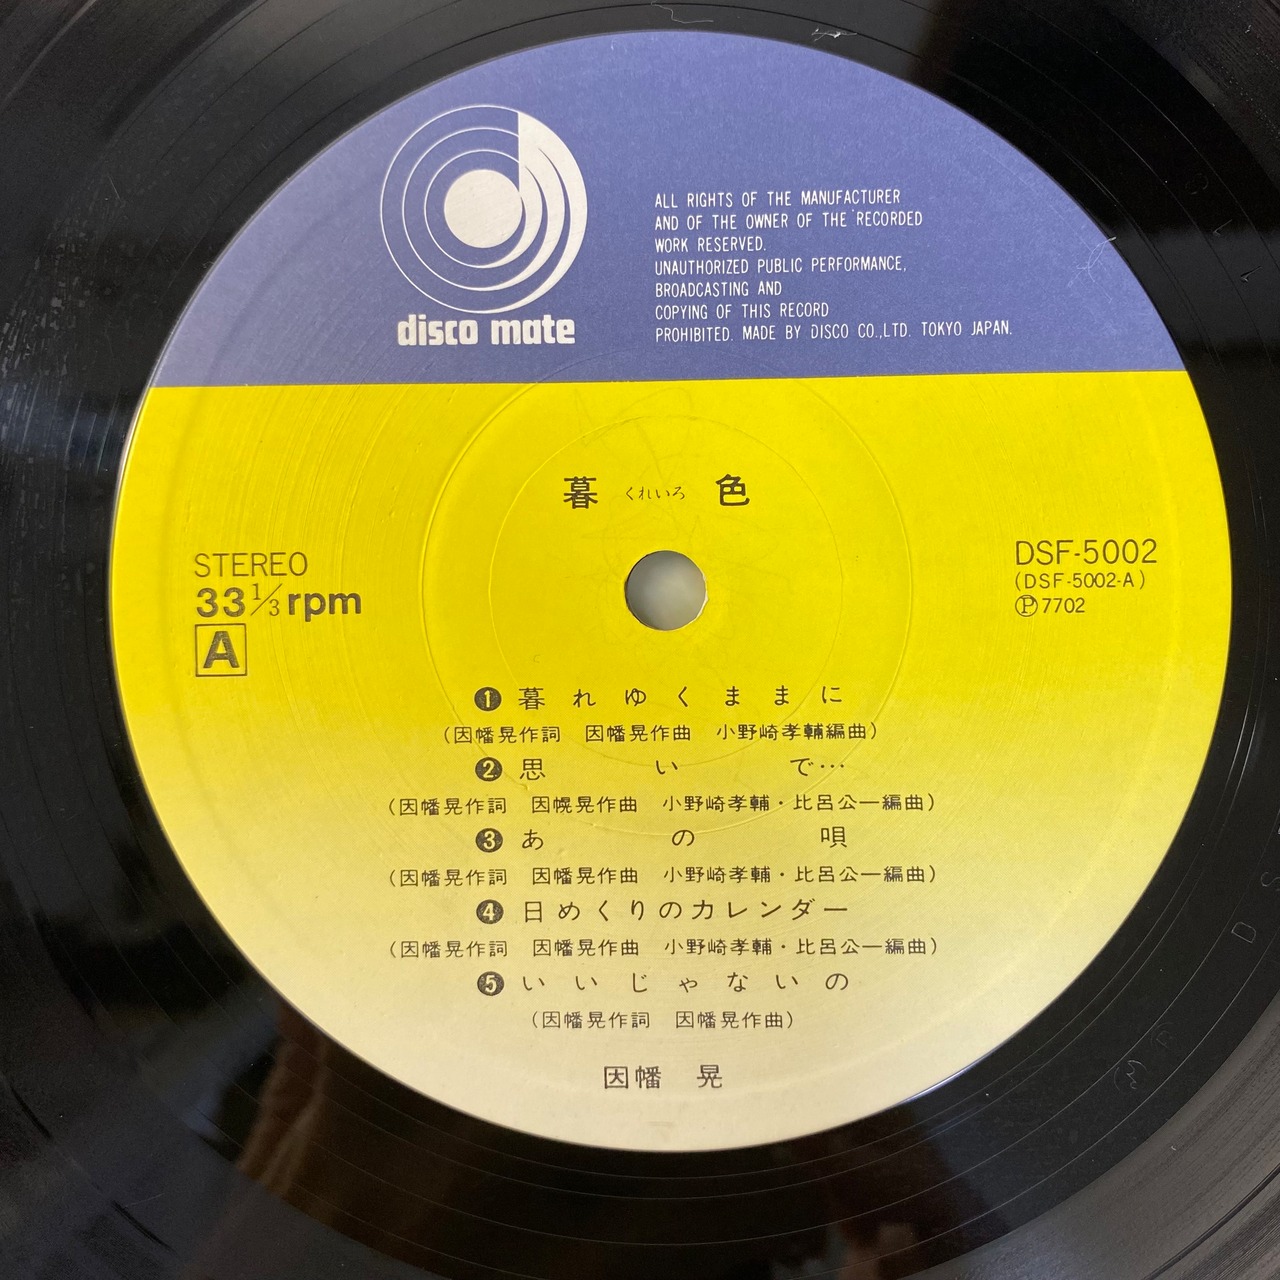 disco mate
ALL RIGHTS OF THE MANUFACTURER
AND OF THE OWNER OF THE RECORDED
WORK RESERVED.
UNAUTHORIZED PUBLIC PERFORMANCE,
BROADCASTING AND
COPYING OF THIS RECORD
PROHIBITED. MADE BY DISCO CO.,LTD. TOKYO JAPAN.
暮 くれいろ 色
STEREO
33 1/3 rpm
A
DSF-5002
(DSF-5002-A)
Ⓟ7702
❶ 暮れゆくままに
(因幡晃作詞 因幡晃作曲 小野崎孝輔編曲)
❷ 思いで…
(因幡晃作詞 因幌晃作曲 小野崎孝輔・比呂公一編曲)
❸ あの唄
(因幡晃作詞 因幡晃作曲 小野崎孝輔・比呂公一編曲)
❹ 日めくりのカレンダー
(因幡晃作詞 因幡晃作曲 小野崎孝輔・比呂公一編曲)
❺ いいじゃないの
(因幡晃作詞 因幡晃作曲)
因幡 晃